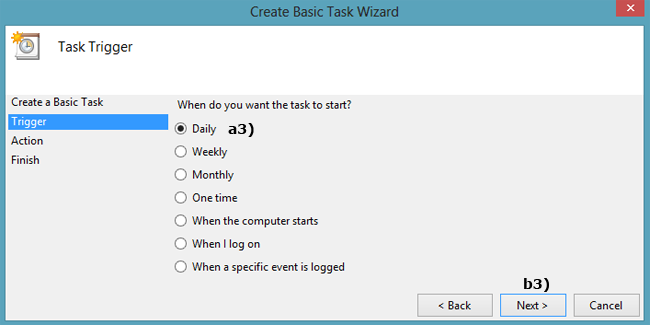 Create Basic Task Wizard
Task Trigger
Create a Basic Task
Trigger
Action
Finish
When do you want the task to start?
Daily a3)
Weekly
Monthly
One time
When the computer starts
When I log on
When a specific event is logged
b3)
< Back Next > Cancel